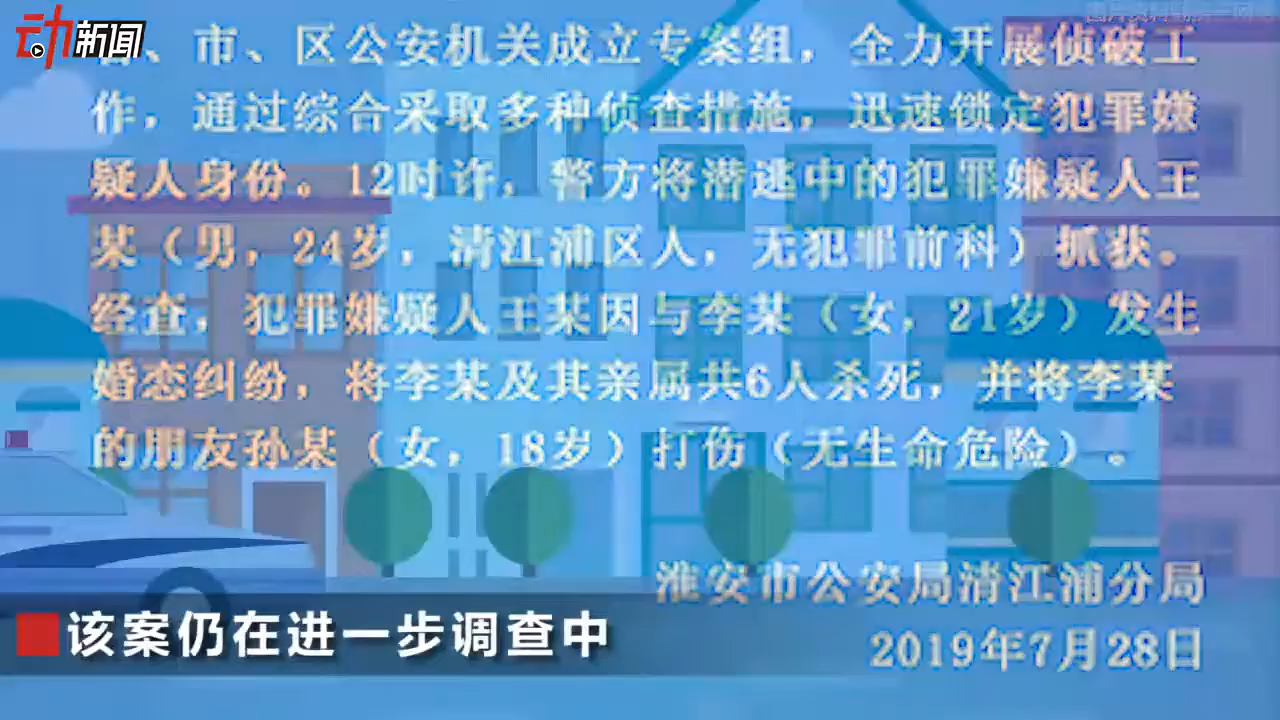 动新闻
省、市、区公安机关成立专案组，全力开展侦破工
作，通过综合采取多种侦查措施，迅速锁定犯罪嫌
疑人身份。12时许，警方将潜逃中的犯罪嫌疑人王
某（男，24岁，清江浦区人，无犯罪前科）抓获。
经查，犯罪嫌疑人王某因与李某（女，21岁）发生
婚恋纠纷，将李某及其亲属共6人杀死，并将李某
的朋友孙某（女，18岁）打伤（无生命危险）。
淮安市公安局清江浦分局
该案仍在进一步调查中
2019年7月28日